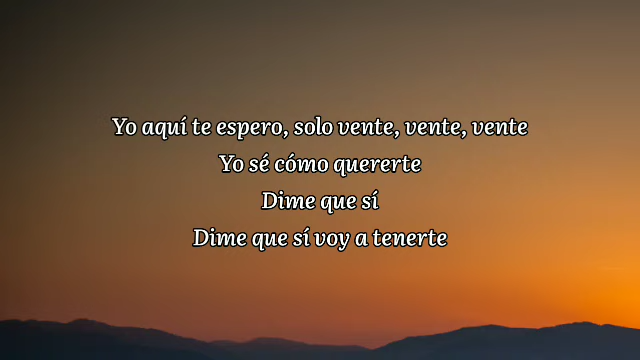 Yo aquí te espero, solo vente, vente, vente
Yo sé cómo quererte
Dime que sí
Dime que sí voy a tenerte